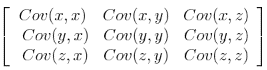 [ Cov(x, x) Cov(x, y) Cov(x, z) ]
[ Cov(y, x) Cov(y, y) Cov(y, z) ]
[ Cov(z, x) Cov(z, y) Cov(z, z) ]